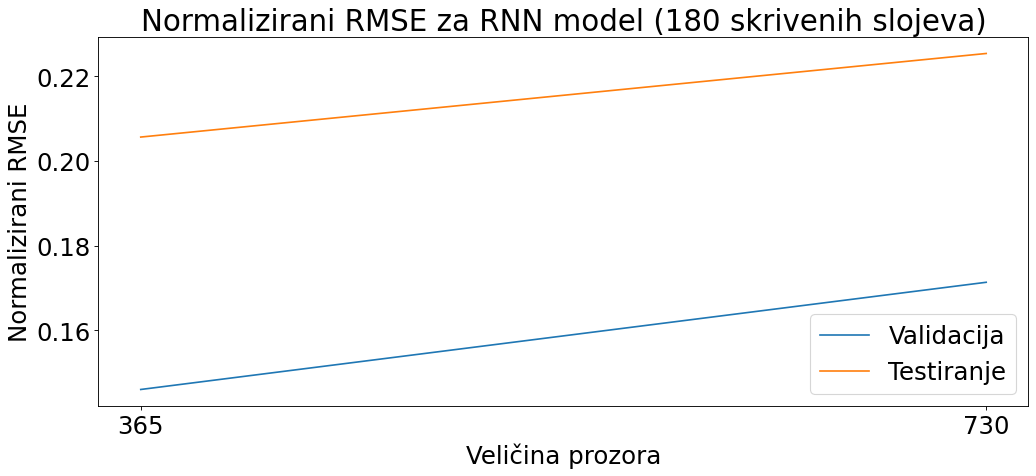 Normalizirani RMSE za RNN model (180 skrivenih slojeva)
Normalizirani RMSE
0.22
0.20
0.18
0.16
Validacija
Testiranje
365
730
Veličina prozora